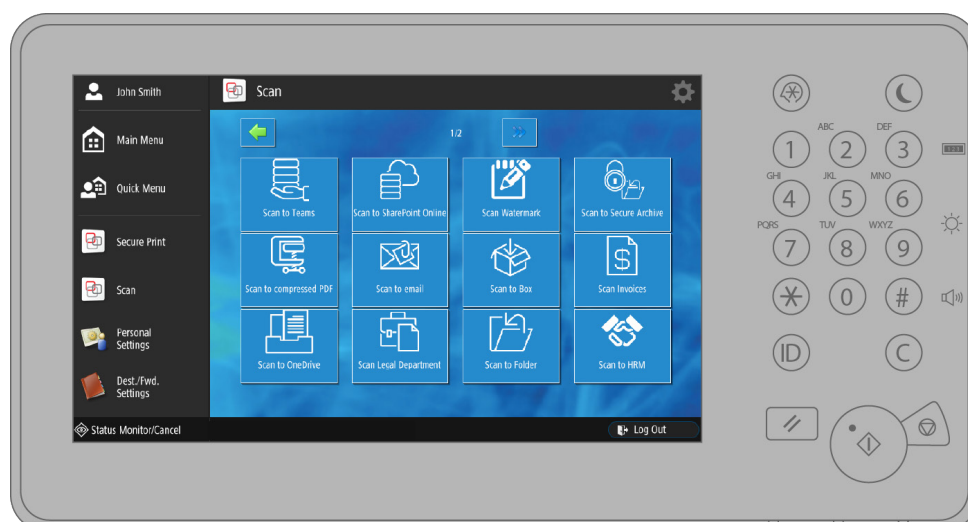 John Smith
Scan
Main Menu
1/2
Quick Menu
Scan to Teams
Scan to SharePoint Online
Scan Watermark
Scan to Secure Archive
Secure Print
Scan to compressed PDF
Scan to email
Scan to Box
Scan Invoices
Scan
Personal
Settings
Scan to OneDrive
Scan Legal Department
Scan to Folder
Scan to HRM
Dest./Fwd.
Settings
Status Monitor/Cancel
Log Out
ABC
DEF
1
2
3
GHI
JKL
MNO
4
5
6
PQRS
TUV
WXYZ
7
8
9
0
#
ID
C